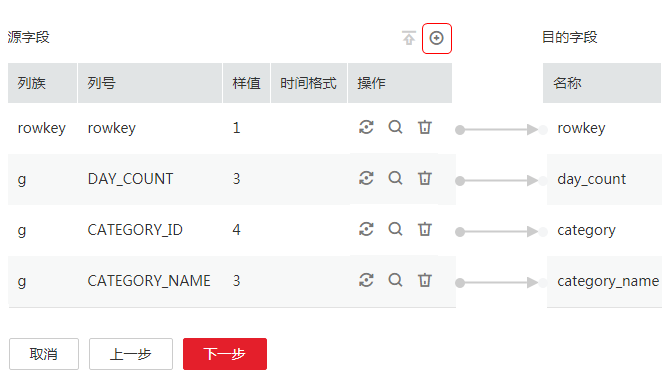 源字段 目的字段
列族 列号 样值 时间格式 操作 名称
rowkey rowkey 1 rowkey
g DAY_COUNT 3 day_count
g CATEGORY_ID 4 category
g CATEGORY_NAME 3 category_name
取消 上一步 下一步